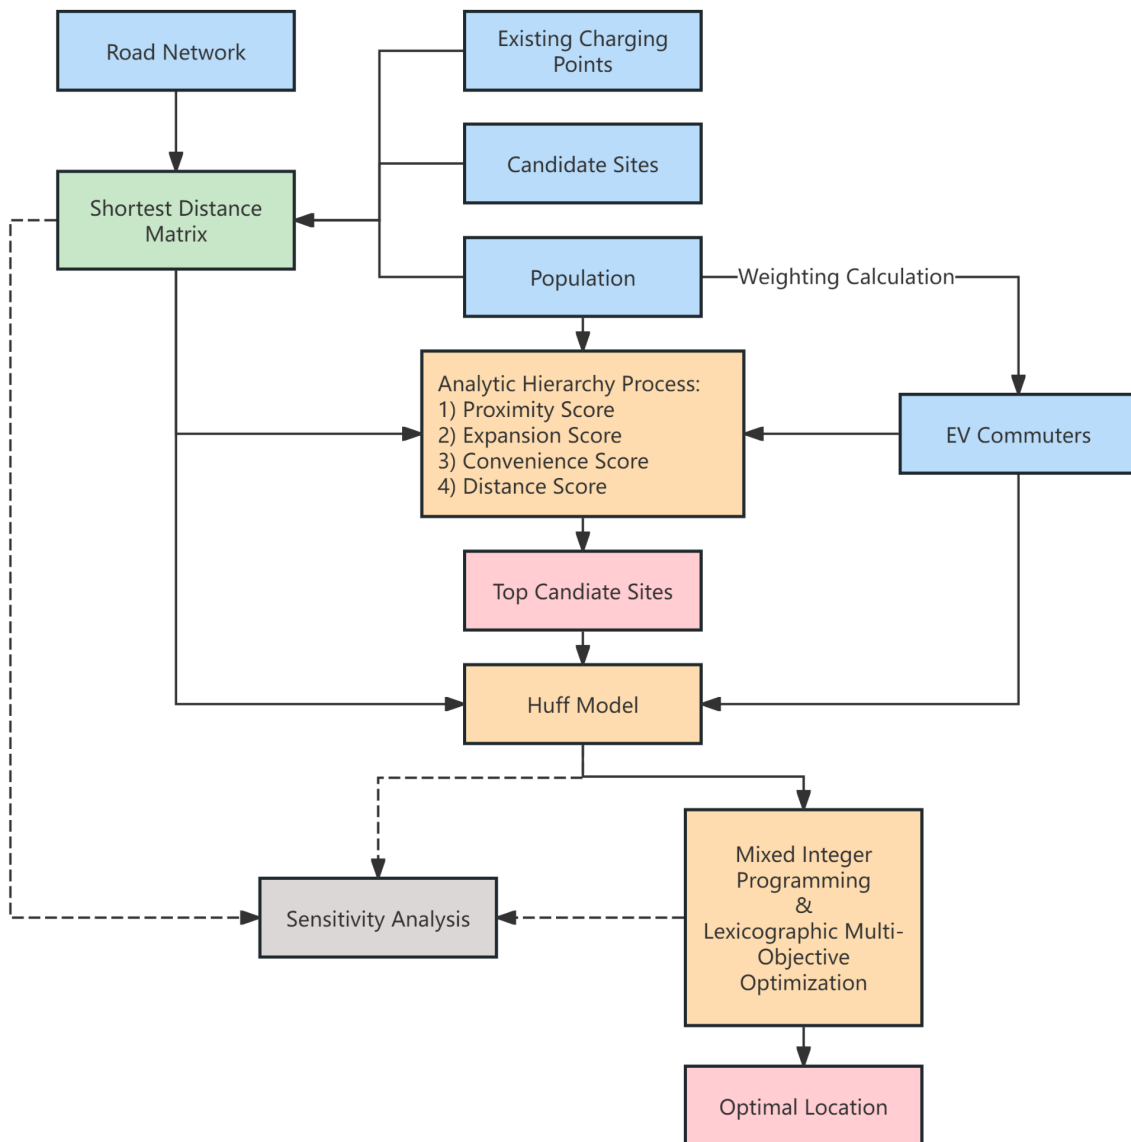 Road Network
Existing Charging
Points
Candidate Sites
Shortest Distance
Matrix
Population
Weighting Calculation
Analytic Hierarchy Process:
1) Proximity Score
2) Expansion Score
3) Convenience Score
4) Distance Score
EV Commuters
Top Candiate Sites
Huff Model
Mixed Integer
Programming
&
Lexicographic Multi-
Objective
Optimization
Sensitivity Analysis
Optimal Location